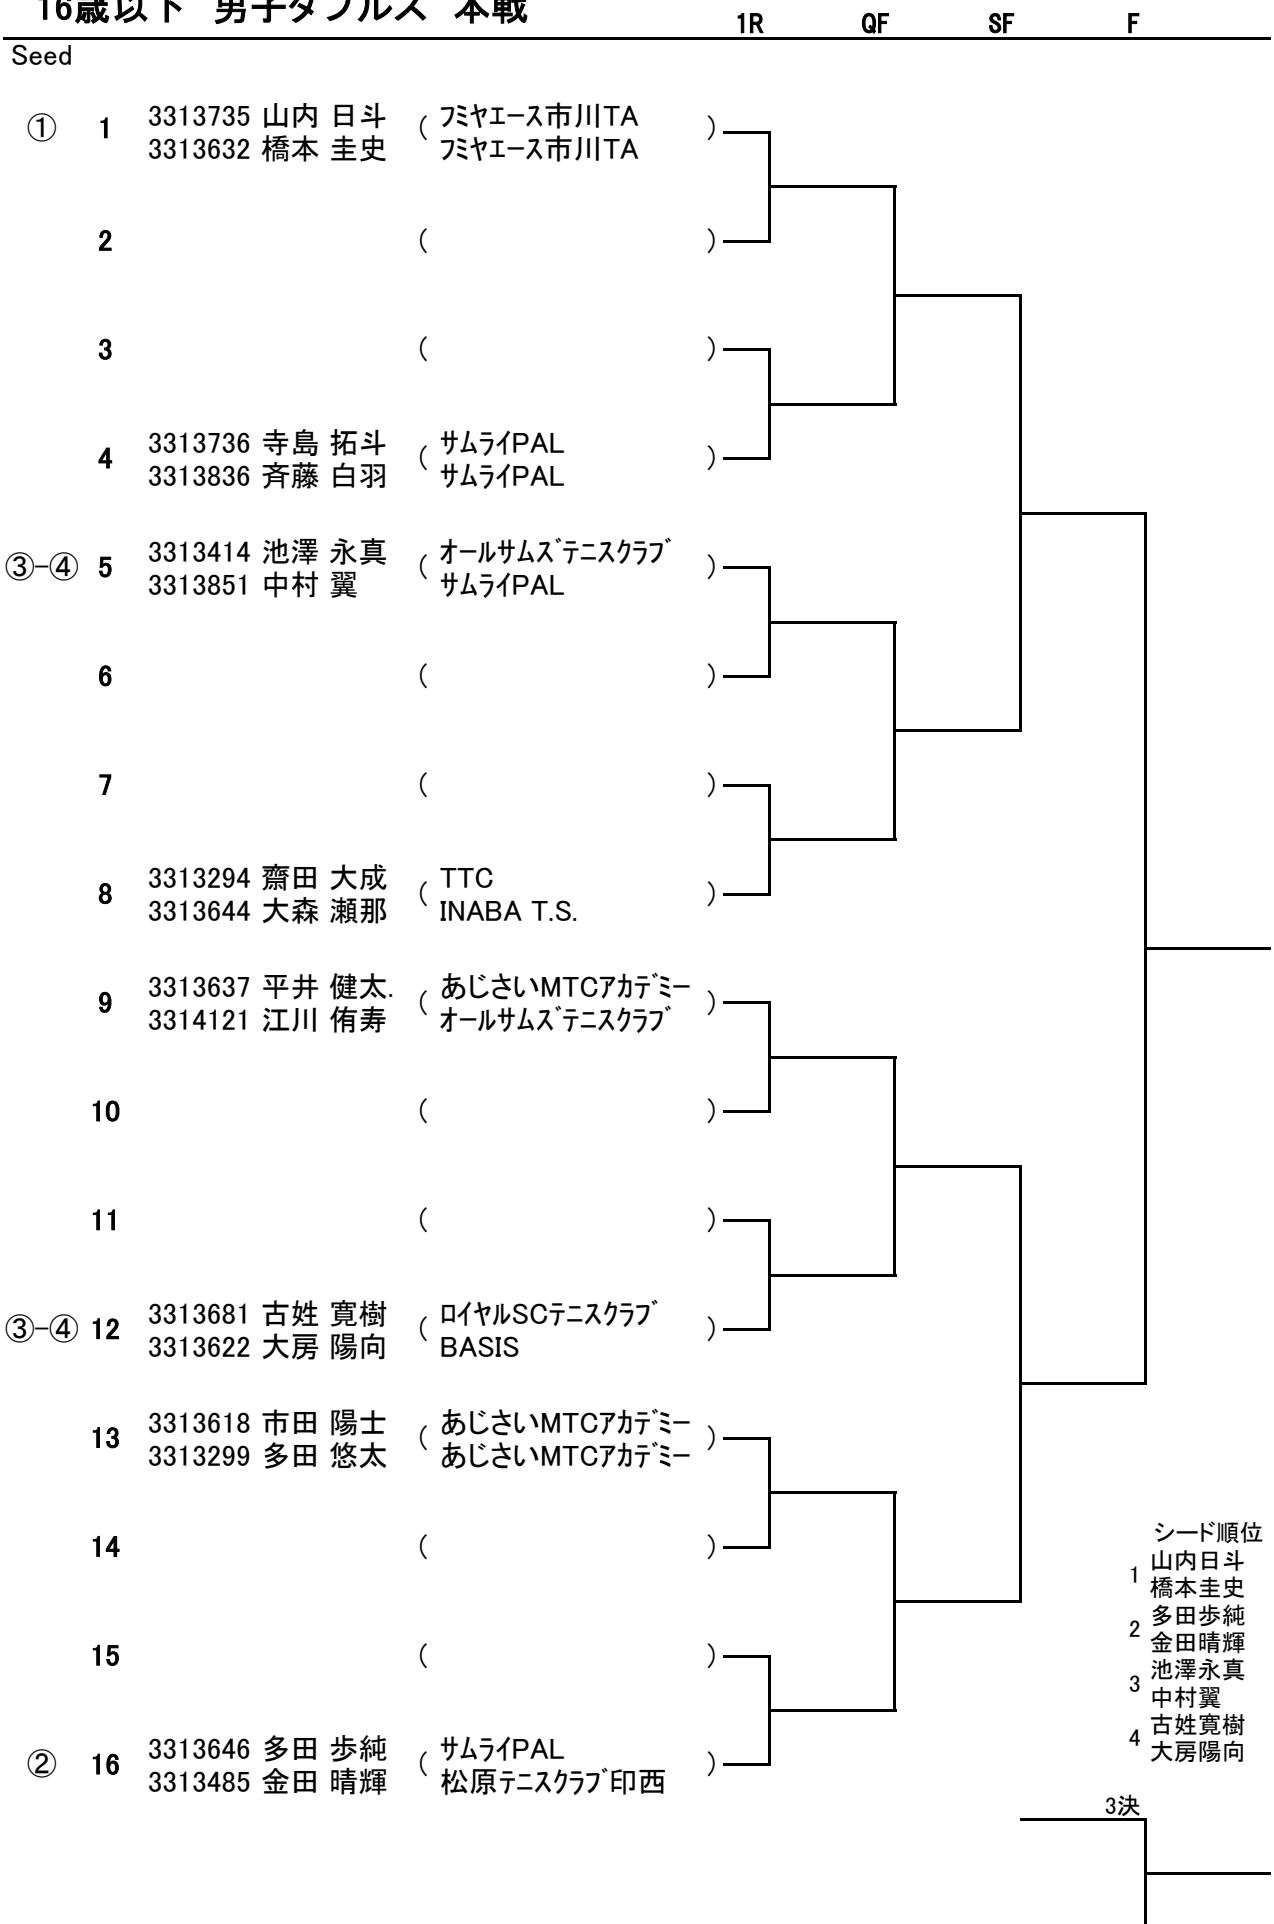 16歳以下 男子ダブルス 本戦
1R QF SF F
Seed
① 1 3313735 山内 日斗 ( フミヤエース市川TA )
3313632 橋本 圭史 フミヤエース市川TA
2 ( )
3 ( )
4 3313736 寺島 拓斗 ( サムライPAL )
3313836 斉藤 白羽 サムライPAL
③-④ 5 3313414 池澤 永真 ( オールサムズテニスクラブ )
3313851 中村 翼 サムライPAL
6 ( )
7 ( )
8 3313294 齋田 大成 ( TTC )
3313644 大森 瀬那 INABA T.S.
9 3313637 平井 健太. ( あじさいMTCアカデミー )
3314121 江川 侑寿 オールサムズテニスクラブ
10 ( )
11 ( )
③-④ 12 3313681 古姓 寛樹 ( ロイヤルSCテニスクラブ )
3313622 大房 陽向 BASIS
13 3313618 市田 陽士 ( あじさいMTCアカデミー )
3313299 多田 悠太 あじさいMTCアカデミー
14 ( )
15 ( )
② 16 3313646 多田 歩純 ( サムライPAL )
3313485 金田 晴輝 松原テニスクラブ印西
シード順位
1 山内日斗
橋本圭史
2 多田歩純
金田晴輝
3 池澤永真
中村翼
4 古姓寛樹
大房陽向
3決